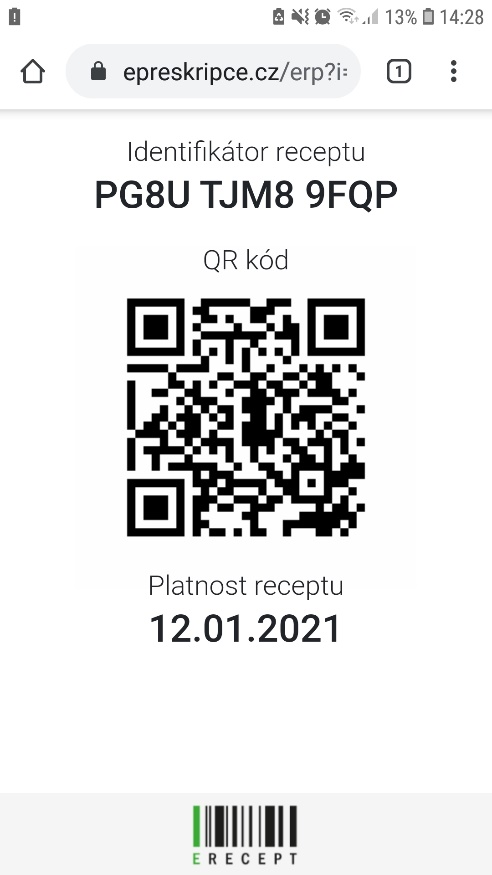 13% 14:28
epreskripce.cz/erp?i=
1
Identifikátor receptu
PG8U TJM8 9FQP
QR kód
Platnost receptu
12.01.2021
ERECEPT